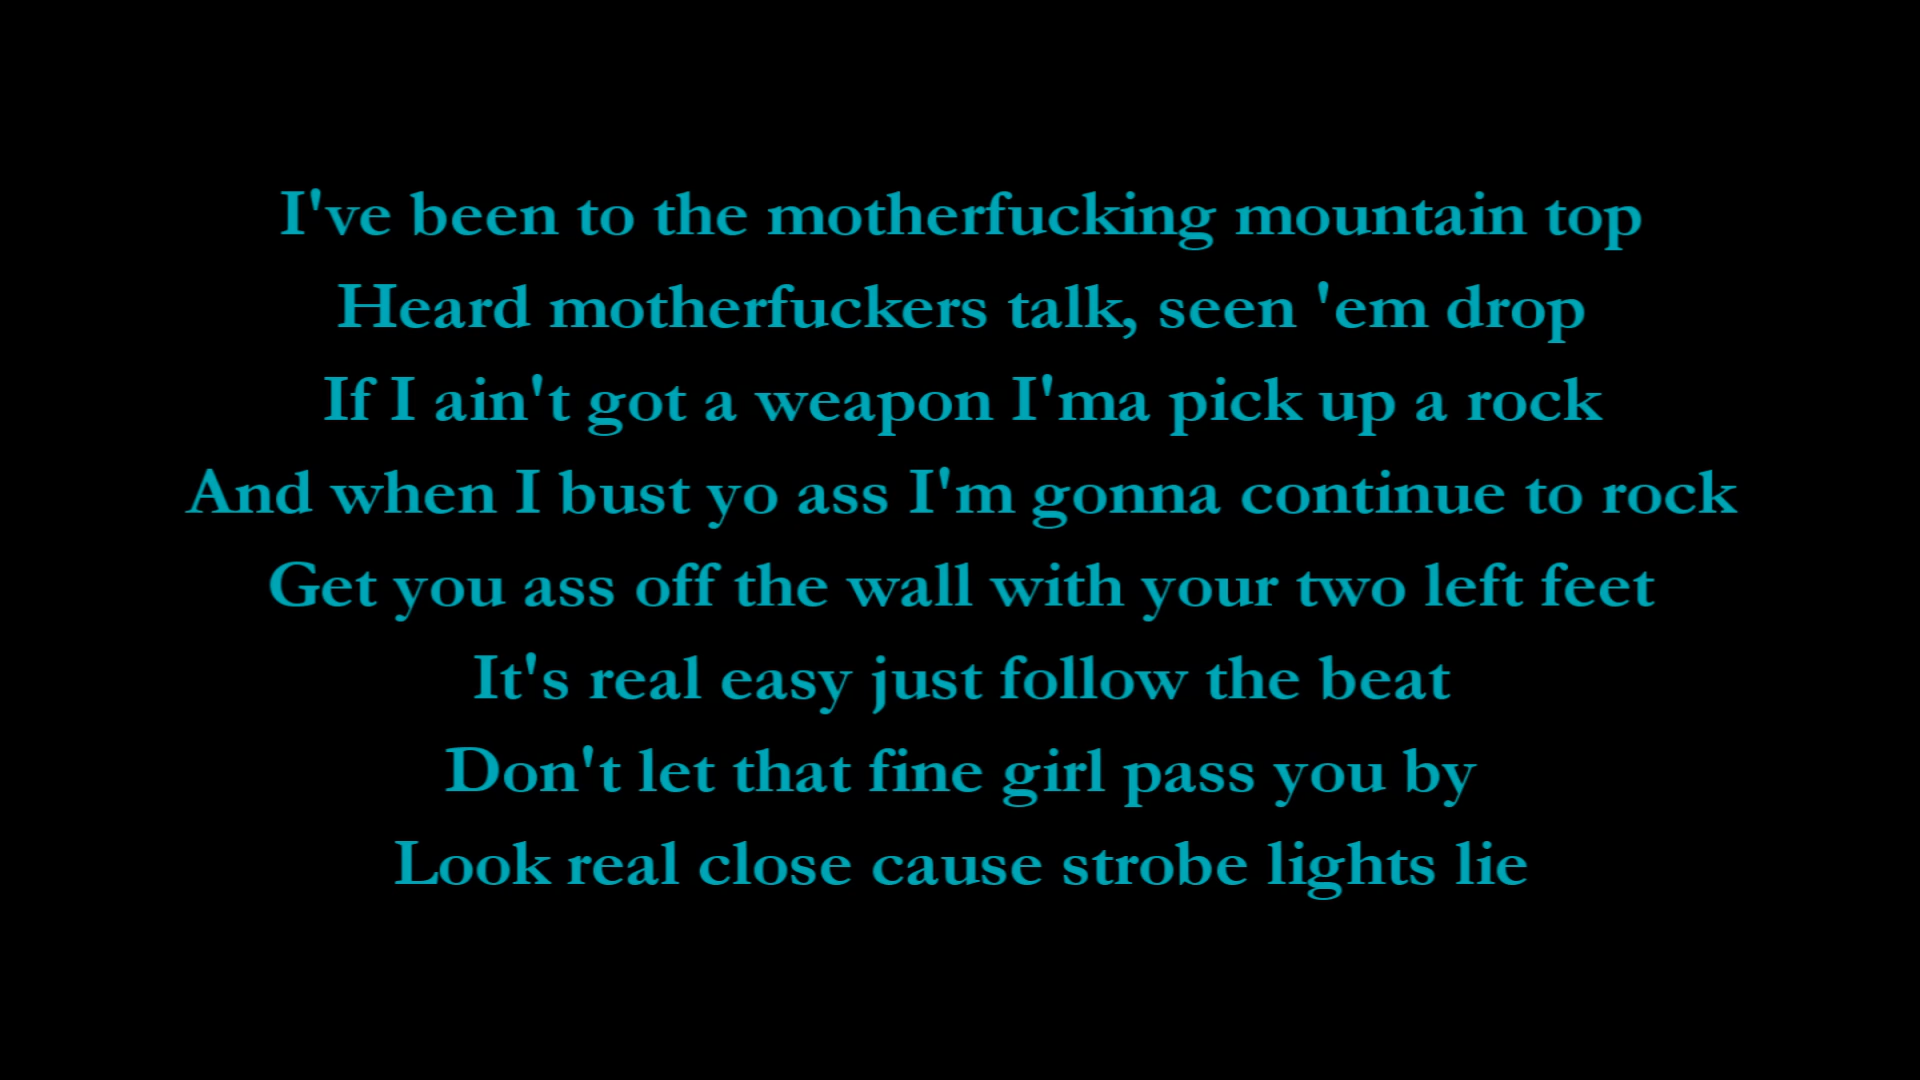 I've been to the motherfucking mountain top
Heard motherfuckers talk, seen 'em drop
If I ain't got a weapon I'ma pick up a rock
And when I bust yo ass I'm gonna continue to rock
Get you ass off the wall with your two left feet
It's real easy just follow the beat
Don't let that fine girl pass you by
Look real close cause strobe lights lie